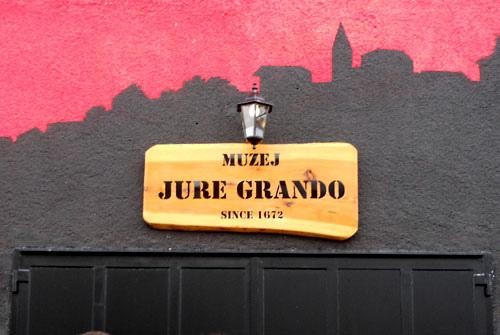 MUZEJ
JURE GRANDO
SINCE 1672